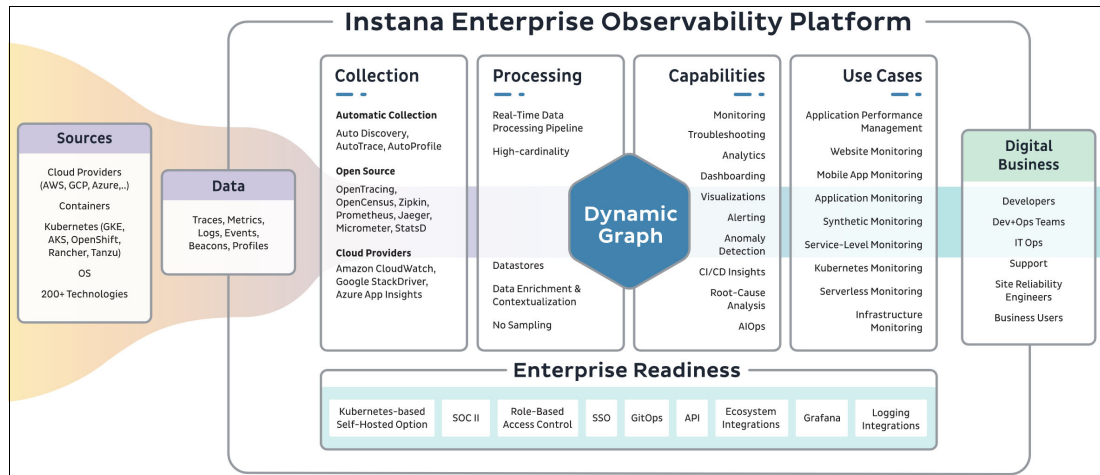 Instana Enterprise Observability Platform
Sources
Cloud Providers
(AWS, GCP, Azure,..)
Containers
Kubernetes (GKE,
AKS, OpenShift,
Rancher, Tanzu)
OS
200+ Technologies
Data
Traces, Metrics,
Logs, Events,
Beacons, Profiles
Collection
Automatic Collection
Auto Discovery,
AutoTrace, AutoProfile
Open Source
OpenTracing,
OpenCensus, Zipkin,
Prometheus, Jaeger,
Micrometer, StatsD
Cloud Providers
Amazon CloudWatch,
Google StackDriver,
Azure App Insights
Processing
Real-Time Data
Processing Pipeline
High-cardinality
Datastores
Data Enrichment &
Contextualization
No Sampling
Dynamic
Graph
Capabilities
Monitoring
Troubleshooting
Analytics
Dashboarding
Visualizations
Alerting
Anomaly
Detection
CI/CD Insights
Root-Cause
Analysis
AIOps
Use Cases
Application Performance
Management
Website Monitoring
Mobile App Monitoring
Application Monitoring
Synthetic Monitoring
Service-Level Monitoring
Kubernetes Monitoring
Serverless Monitoring
Infrastructure
Monitoring
Digital
Business
Developers
Dev+Ops Teams
IT Ops
Support
Site Reliability
Engineers
Business Users
Enterprise Readiness
Kubernetes-based
Self-Hosted Option
SOC II
Role-Based
Access Control
SSO
GitOps
API
Ecosystem
Integrations
Grafana
Logging
Integrations